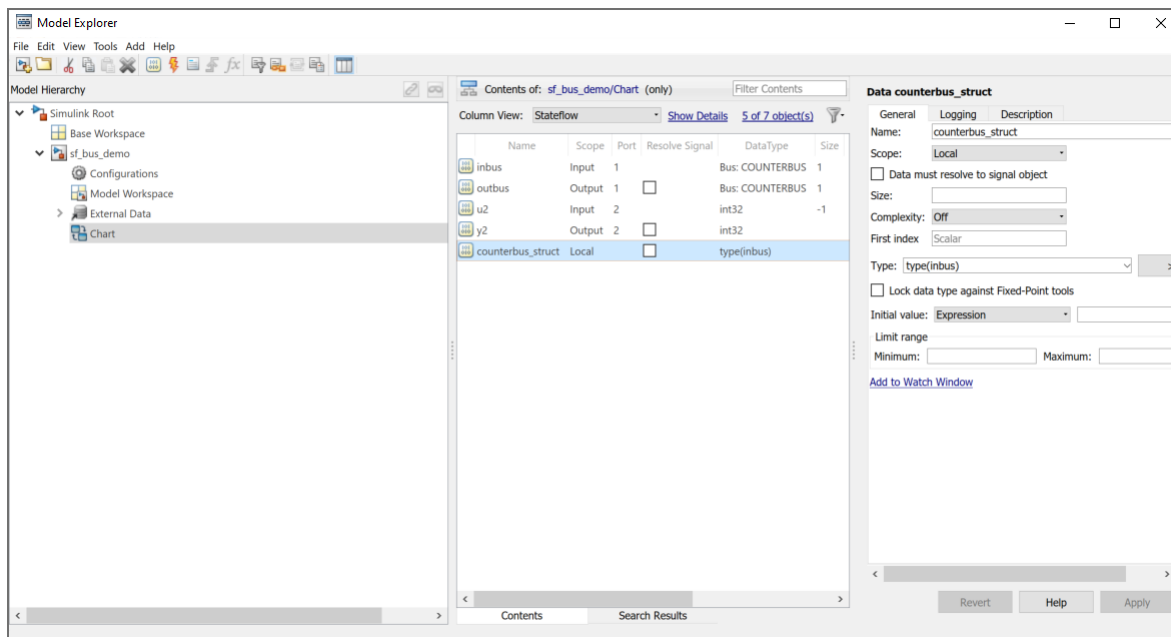 Model Explorer
File Edit View Tools Add Help
Model Hierarchy
Simulink Root
Base Workspace
sf_bus_demo
Configurations
Model Workspace
External Data
Chart
Contents of: sf_bus_demo/Chart (only) Filter Contents
Column View: Stateflow Show Details 5 of 7 object(s)
Name Scope Port Resolve Signal DataType Size
inbus Input 1 Bus: COUNTERBUS 1
outbus Output 1 Bus: COUNTERBUS 1
u2 Input 2 int32 -1
y2 Output 2 int32
counterbus_struct Local type(inbus)
Contents Search Results
Data counterbus_struct
General Logging Description
Name: counterbus_struct
Scope: Local
Data must resolve to signal object
Size:
Complexity: Off
First index Scalar
Type: type(inbus)
Lock data type against Fixed-Point tools
Initial value: Expression
Limit range
Minimum: Maximum:
Add to Watch Window
Revert Help Apply